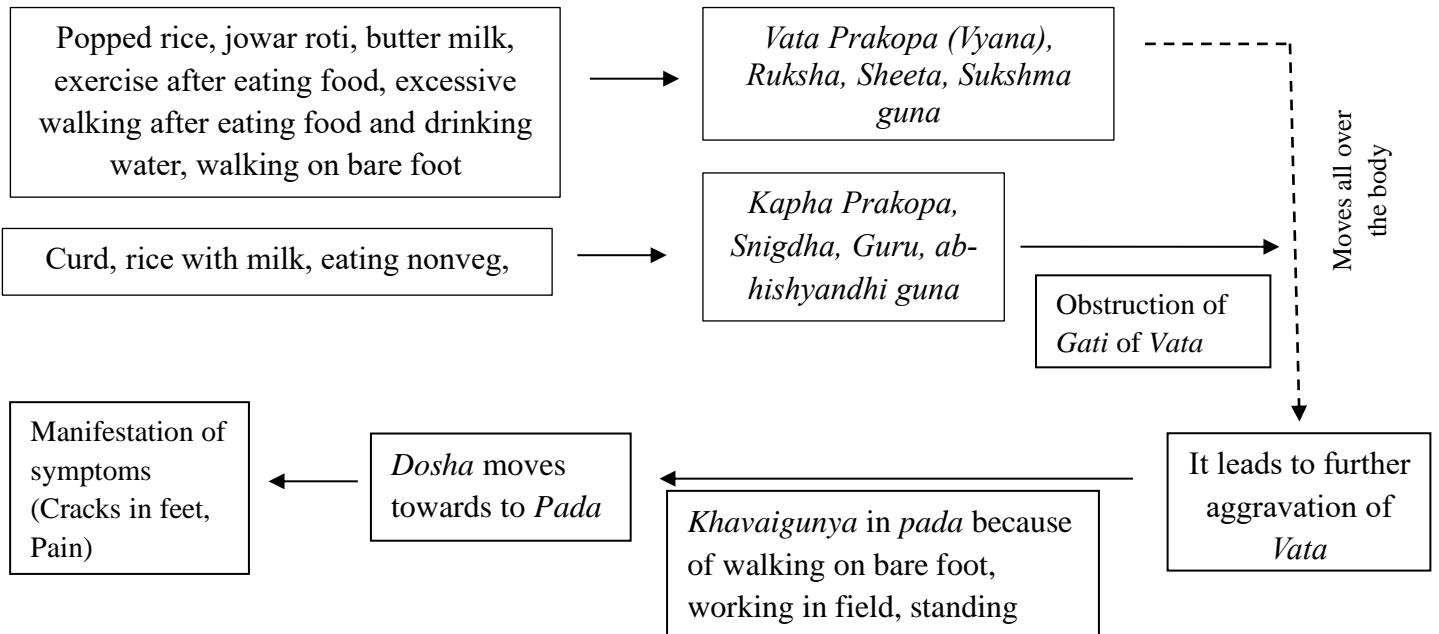 Popped rice, jowar roti, butter milk,
exercise after eating food, excessive
walking after eating food and drinking
water, walking on bare foot
Vata Prakopa (Vyana),
Ruksha, Sheeta, Sukshma
guna
Moves all over
the body
Curd, rice with milk, eating nonveg,
Kapha Prakopa,
Snigdha, Guru, ab-
hishyandhi guna
Obstruction of
Gati of Vata
It leads to further
aggravation of
Vata
Khavaigunya in pada because
of walking on bare foot,
working in field, standing
Dosha moves
towards to Pada
Manifestation of
symptoms
(Cracks in feet,
Pain)